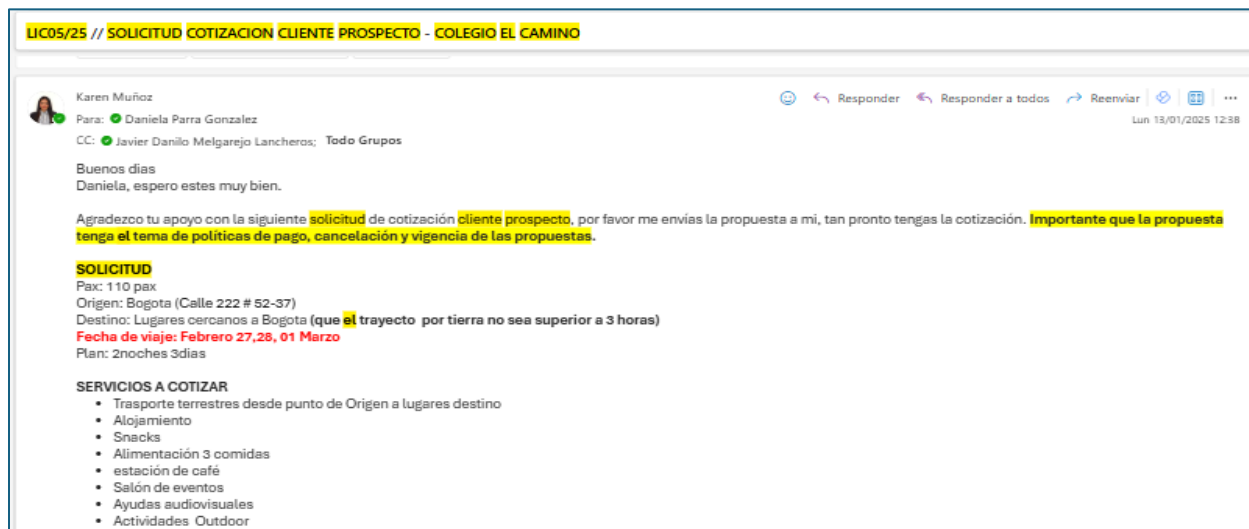 LIC05/25 // SOLICITUD COTIZACION CLIENTE PROSPECTO - COLEGIO EL CAMINO
Karen Muñoz
Responder Responder a todos Reenviar ...
Para: Daniela Parra Gonzalez
Lun 13/01/2025 12:38
CC: Javier Danilo Melgarejo Lancheros; Todo Grupos
Buenos dias
Daniela, espero estes muy bien.
Agradezco tu apoyo con la siguiente solicitud de cotización cliente prospecto, por favor me envías la propuesta a mi, tan pronto tengas la cotización. Importante que la propuesta
tenga el tema de políticas de pago, cancelación y vigencia de las propuestas.
SOLICITUD
Pax: 110 pax
Origen: Bogota (Calle 222 # 52-37)
Destino: Lugares cercanos a Bogota (que el trayecto por tierra no sea superior a 3 horas)
Fecha de viaje: Febrero 27,28, 01 Marzo
Plan: 2noches 3dias
SERVICIOS A COTIZAR
• Trasporte terrestres desde punto de Origen a lugares destino
• Alojamiento
• Snacks
• Alimentación 3 comidas
• estación de café
• Salón de eventos
• Ayudas audiovisuales
• Actividades Outdoor